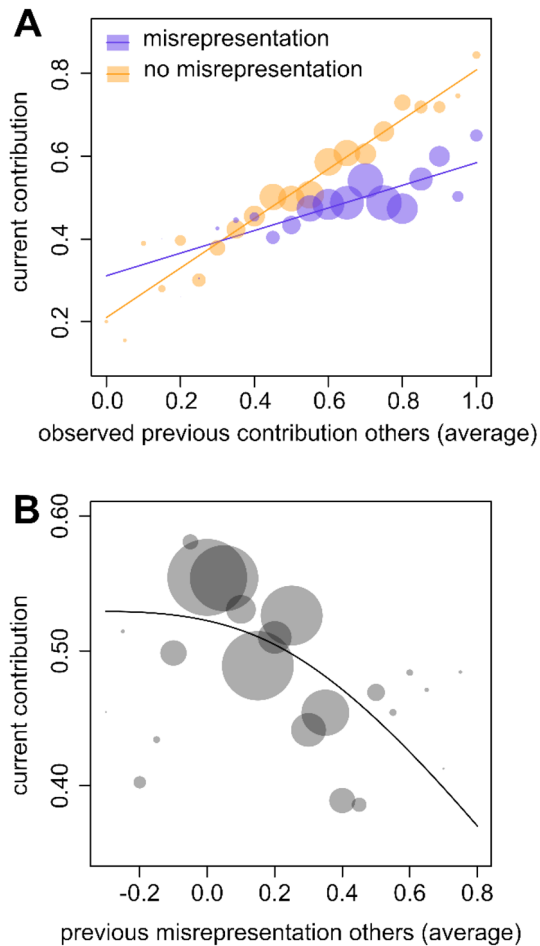 A
misrepresentation
no misrepresentation
current contribution
0.8
0.6
0.4
0.2
0.0 0.2 0.4 0.6 0.8 1.0
observed previous contribution others (average)
B
current contribution
0.60
0.50
0.40
-0.2 0.0 0.2 0.4 0.6 0.8
previous misrepresentation others (average)